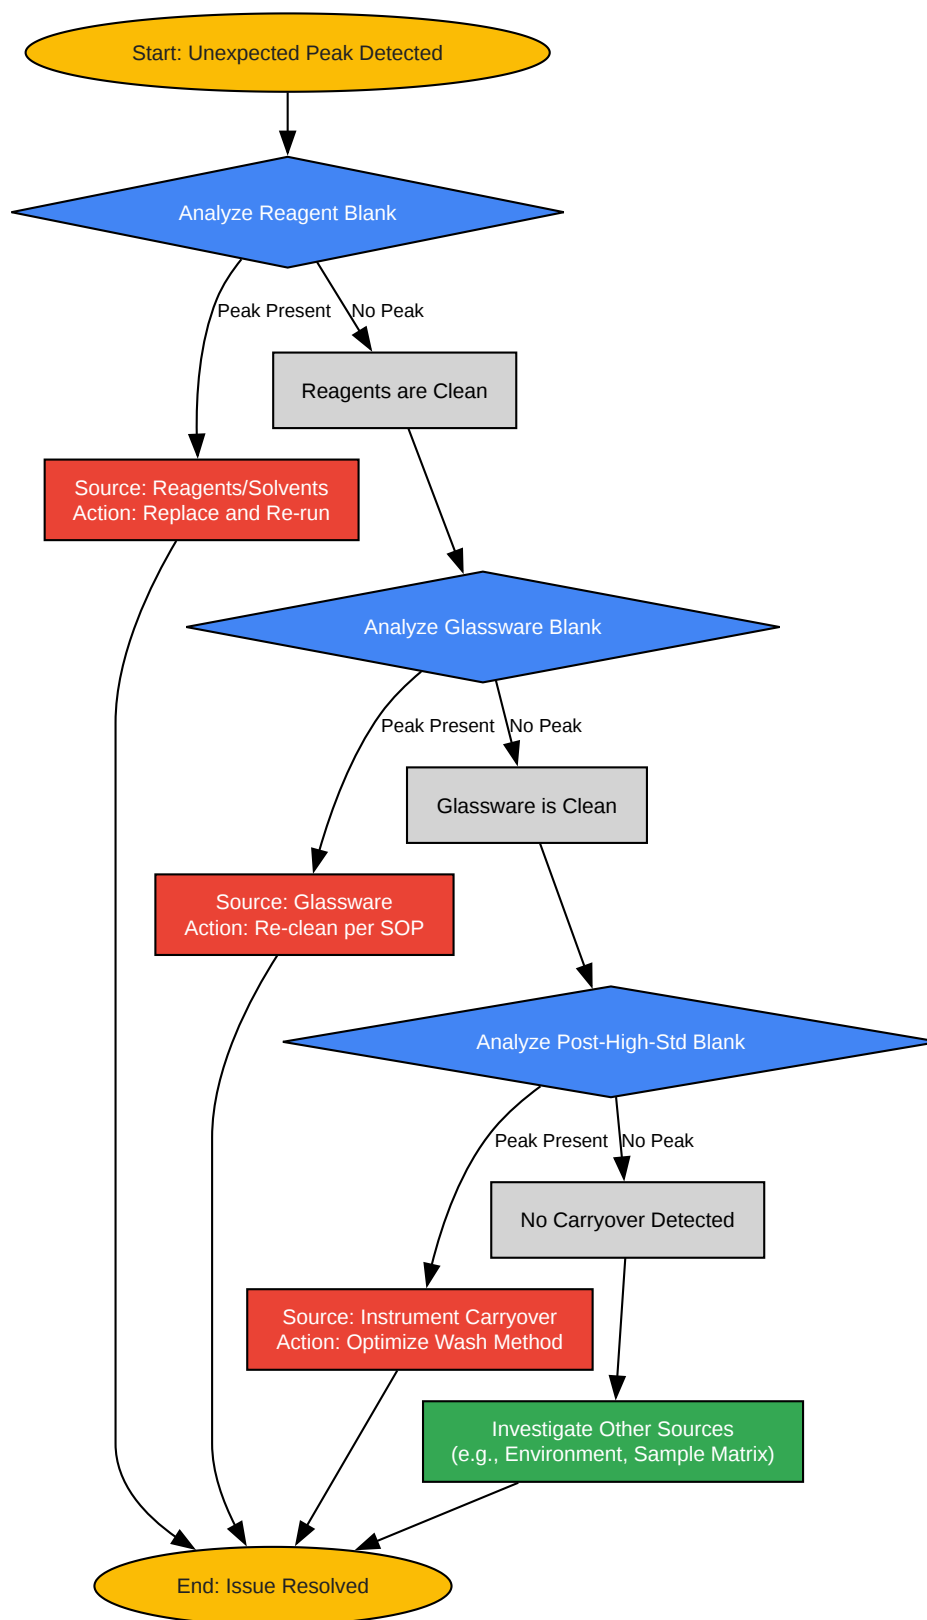 Start: Unexpected Peak Detected
Analyze Reagent Blank
Peak Present
No Peak
Reagents are Clean
Source: Reagents/Solvents
Action: Replace and Re-run
Analyze Glassware Blank
Peak Present
No Peak
Glassware is Clean
Source: Glassware
Action: Re-clean per SOP
Analyze Post-High-Std Blank
Peak Present
No Peak
No Carryover Detected
Source: Instrument Carryover
Action: Optimize Wash Method
Investigate Other Sources
(e.g., Environment, Sample Matrix)
End: Issue Resolved